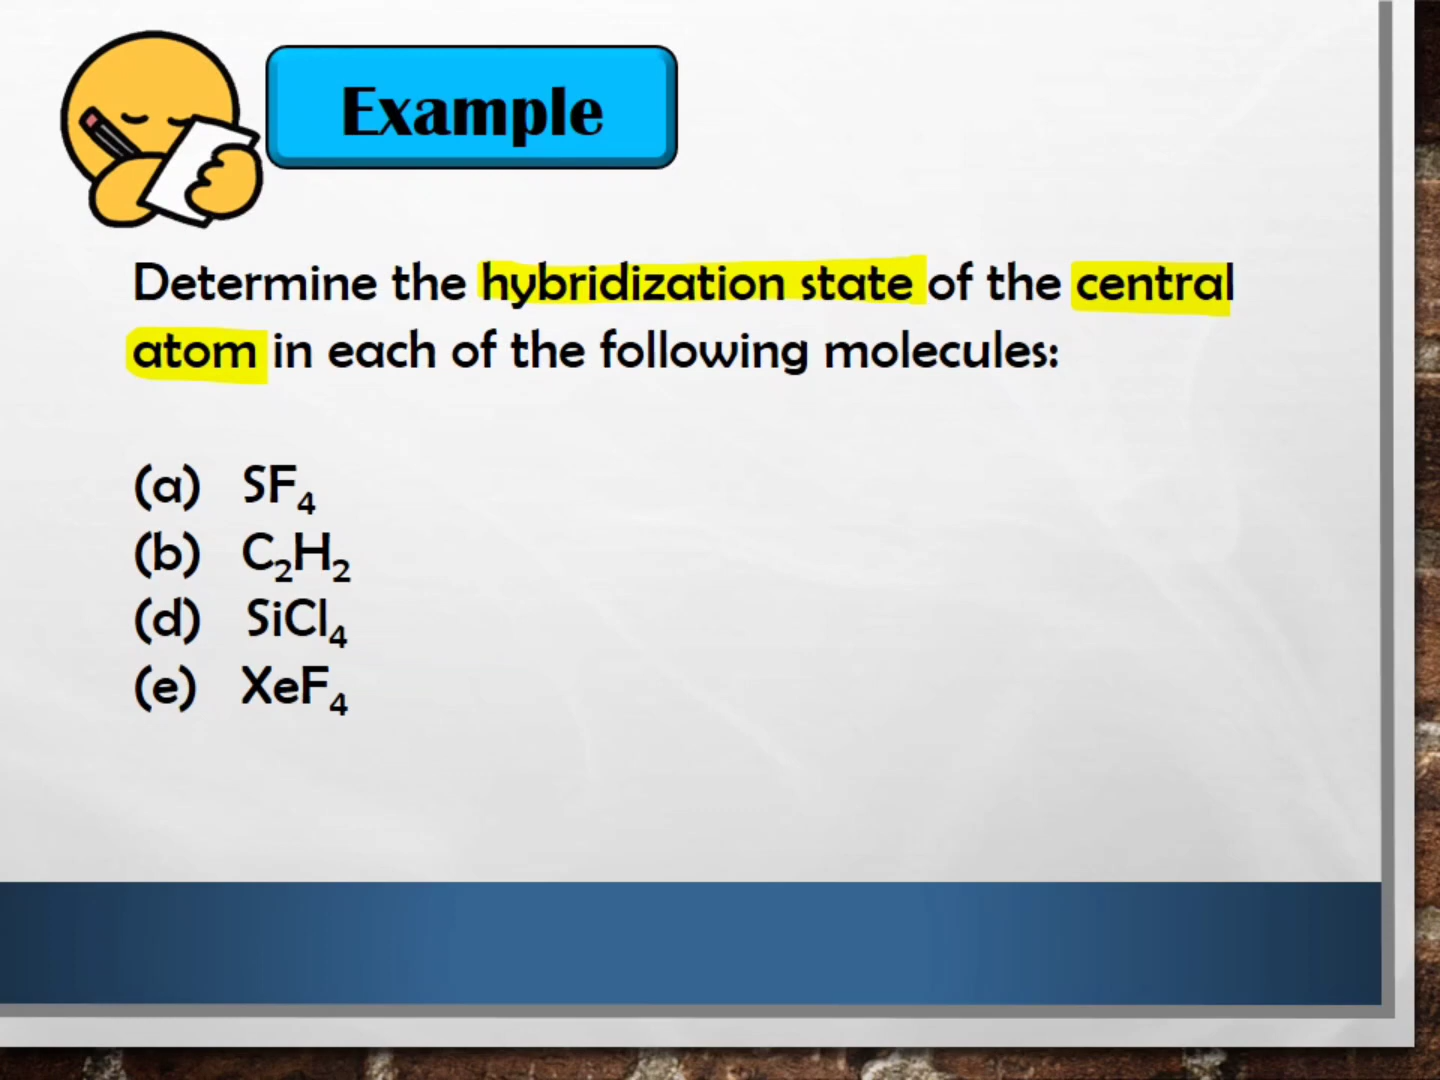 Example
Determine the hybridization state of the central
atom in each of the following molecules:
(a) SF₄
(b) C₂H₂
(d) SiCl₄
(e) XeF₄